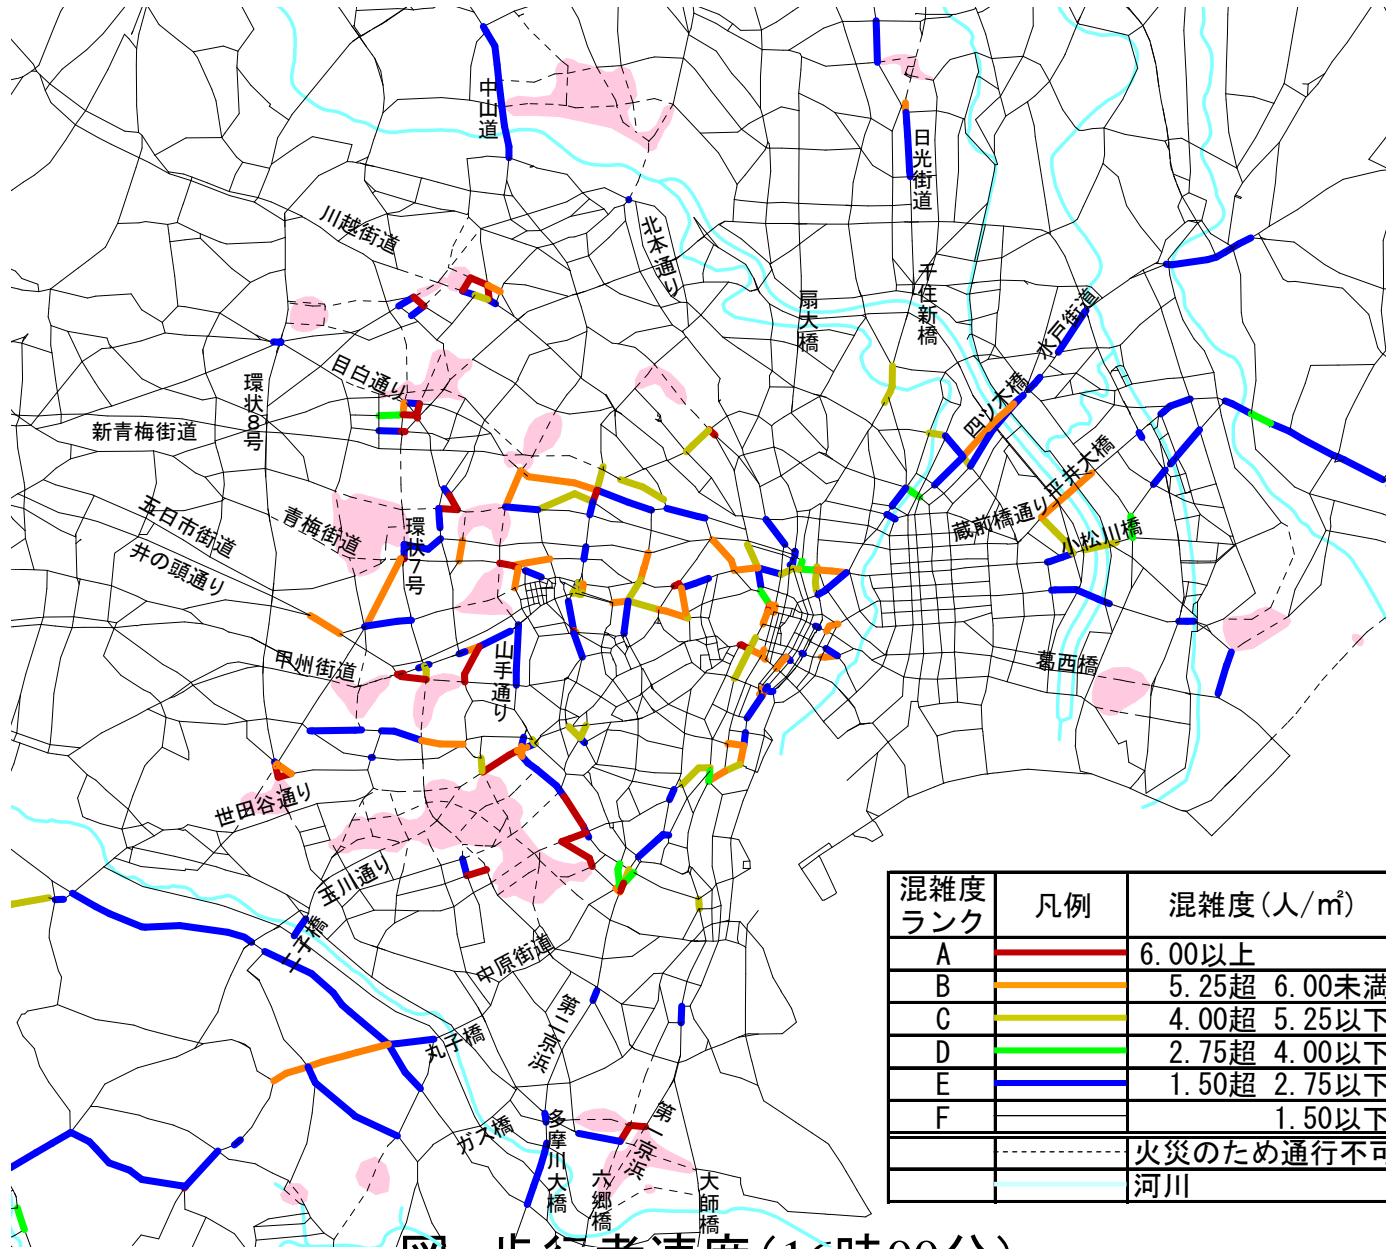 中山道
日光街道
川越街道
北本通り
扇大橋
千住新橋
水戸街道
目白通り
環状8号
新青梅街道
四ツ木橋
平井大橋
五日市街道
青梅街道
環状7号
蔵前橋通り
小松川橋
井の頭通り
甲州街道
山手通り
葛西橋
世田谷通り
玉川通り
二子橋
中原街道
第二京浜
丸子橋
ガス橋
多摩川大橋
六郷橋
第一京浜
大師橋
混雑度ランク 凡例 混雑度(人/㎡)
A 6.00以上
B 5.25超 6.00未満
C 4.00超 5.25以下
D 2.75超 4.00以下
E 1.50超 2.75以下
F 1.50以下
火災のため通行不可
河川